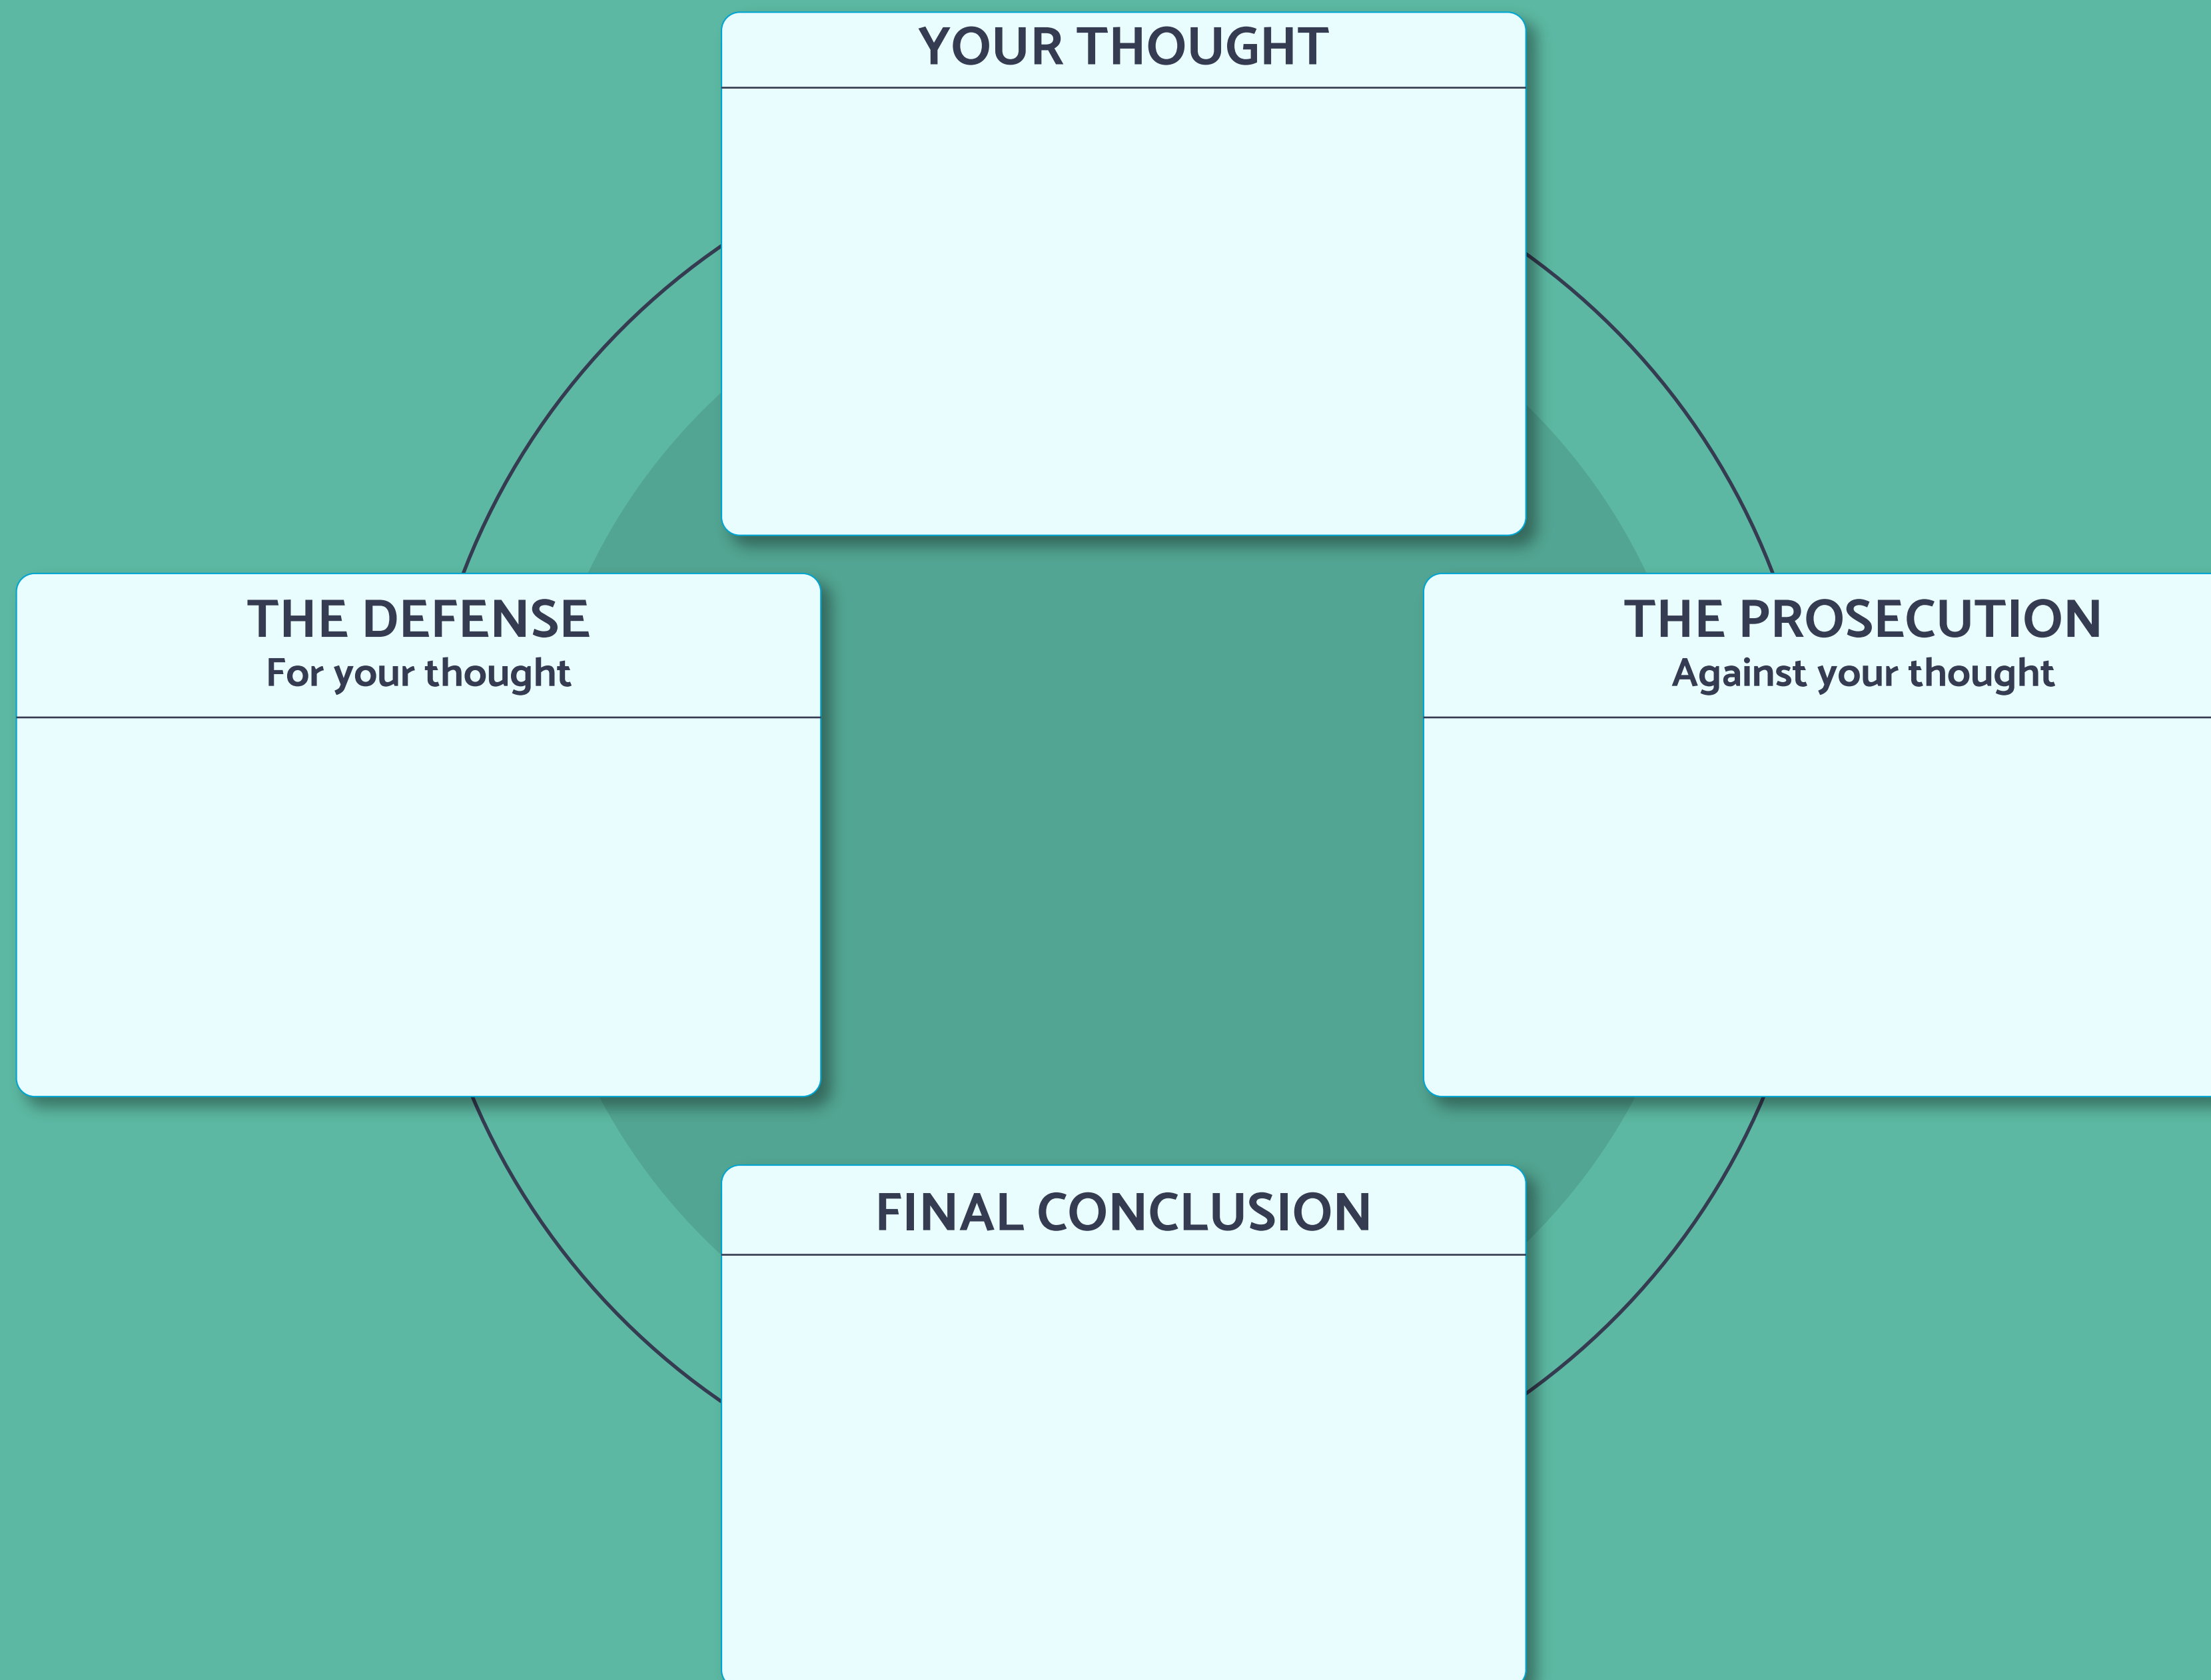 YOUR THOUGHT
THE DEFENSE
For your thought
THE PROSECUTION
Against your thought
FINAL CONCLUSION